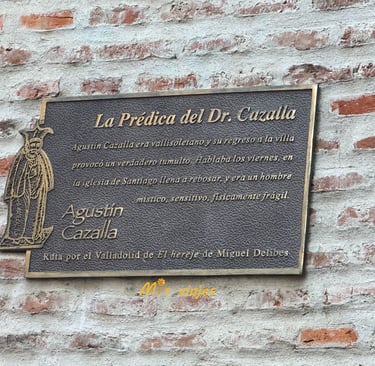 La Prédica del Dr. Cazalla
Agustín Cazalla era vallisoletano y su regreso a la villa
provocó un verdadero tumulto. Hablaba los viernes, en
la iglesia de Santiago llena a rebosar, y era un hombre
místico, sensitivo, físicamente frágil.
Agustín
Cazalla
Ruta por el Valladolid de El hereje de Miguel Delibes
Mis viajes